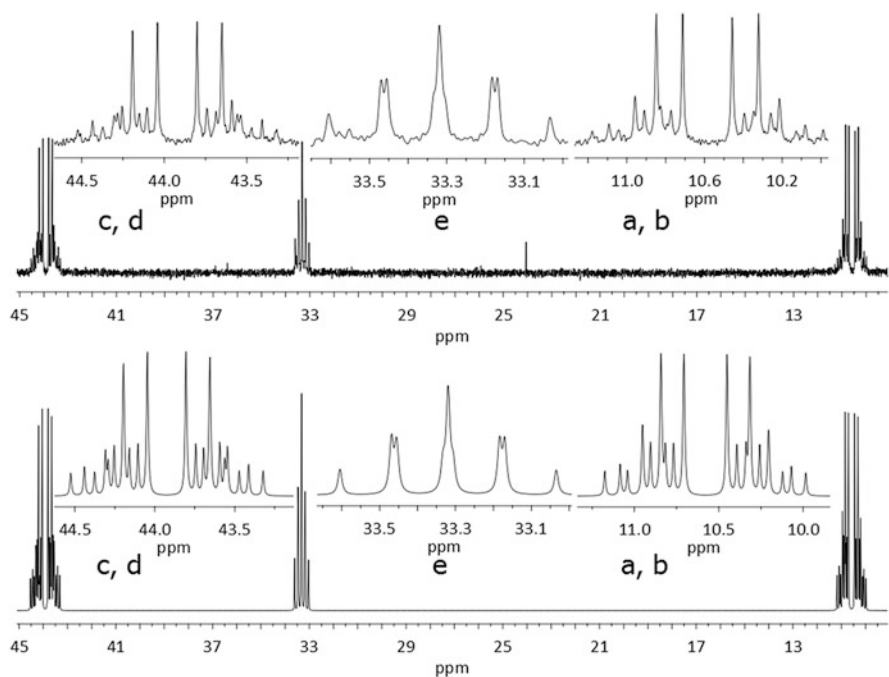 44.5 44.0 43.5
ppm
33.5 33.3 33.1
ppm
11.0 10.6 10.2
ppm
c, d
e
a, b
45 41 37 33 29 25 21 17 13
ppm
44.5 44.0 43.5
ppm
33.5 33.3 33.1
ppm
11.0 10.5 10.0
ppm
c, d
e
a, b
45 41 37 33 29 25 21 17 13
ppm